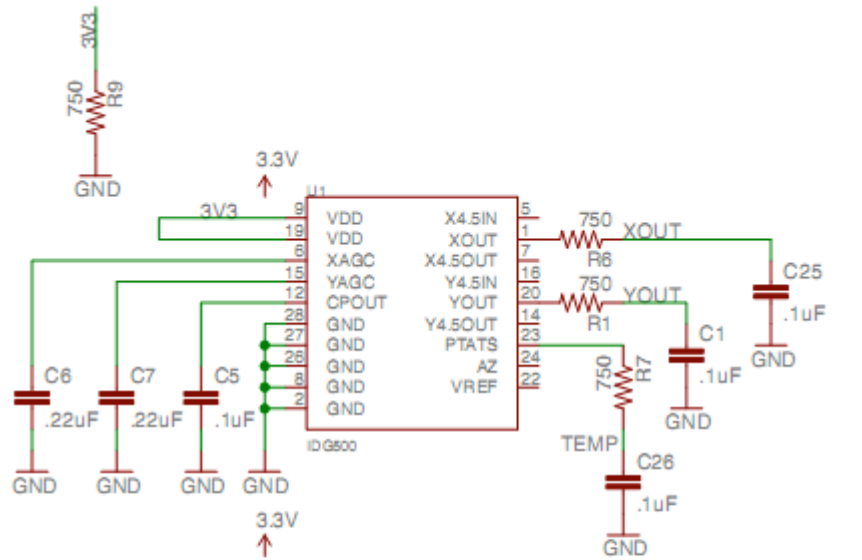 3V3
750
R9
GND
3.3V
U1
3V3
9 VDD
19 VDD
6 XAGC
15 YAGC
12 CPOUT
28 GND
27 GND
26 GND
8 GND
2 GND
X4.5IN 5
XOUT 1
X4.5OUT 7
Y4.5IN 16
YOUT 20
Y4.5OUT 14
PTATS 23
AZ 24
VREF 22
IDG500
750
R6
XOUT
C25
.1uF
GND
750
R1
YOUT
C1
.1uF
GND
750
R7
TEMP
C26
.1uF
GND
C6
.22uF
GND
C7
.22uF
GND
C5
.1uF
GND
GND
3.3V